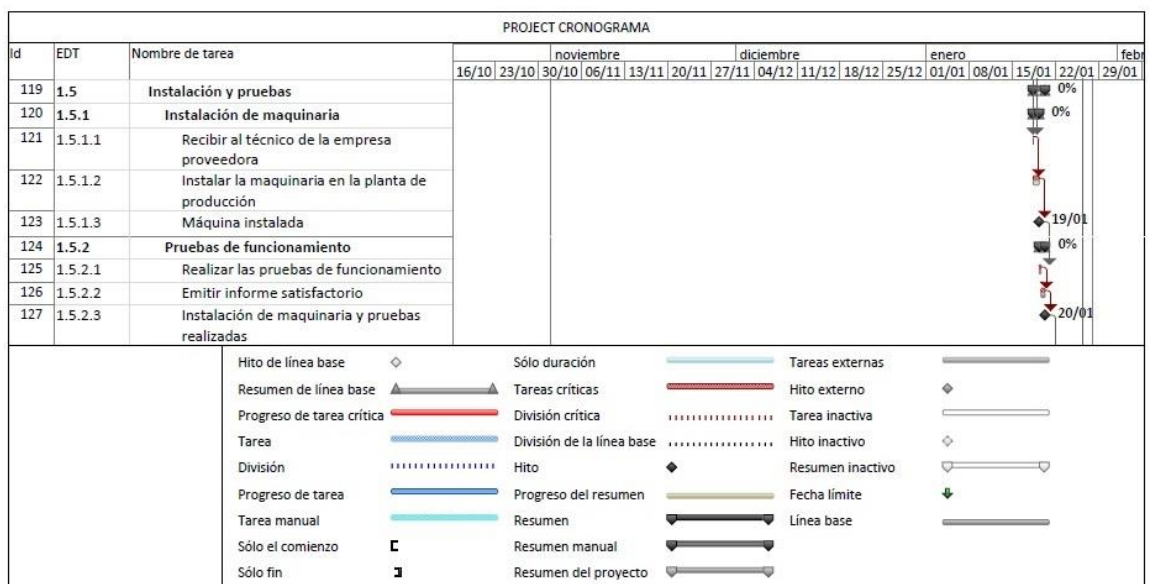 PROJECT CRONOGRAMA
Id EDT Nombre de tarea noviembre diciembre enero febr
16/10 23/10 30/10 06/11 13/11 20/11 27/11 04/12 11/12 18/12 25/12 01/01 08/01 15/01 22/01 29/01
119 1.5 Instalación y pruebas 0%
120 1.5.1 Instalación de maquinaria 0%
121 1.5.1.1 Recibir al técnico de la empresa
proveedora
122 1.5.1.2 Instalar la maquinaria en la planta de
producción
123 1.5.1.3 Máquina instalada 19/01
124 1.5.2 Pruebas de funcionamiento 0%
125 1.5.2.1 Realizar las pruebas de funcionamiento
126 1.5.2.2 Emitir informe satisfactorio
127 1.5.2.3 Instalación de maquinaria y pruebas 20/01
realizadas
Hito de línea base Sólo duración Tareas externas
Resumen de línea base Tareas críticas Hito externo
Progreso de tarea crítica División crítica Tarea inactiva
Tarea División de la línea base Hito inactivo
División Hito Resumen inactivo
Progreso de tarea Progreso del resumen Fecha límite
Tarea manual Resumen Línea base
Sólo el comienzo Resumen manual
Sólo fin Resumen del proyecto